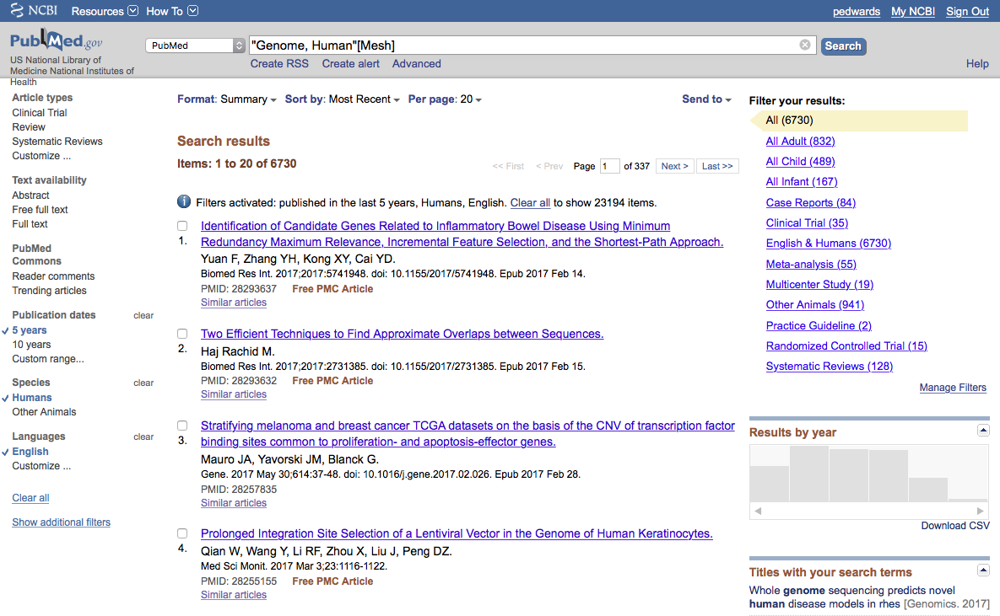 NCBI Resources How To pedwards My NCBI Sign Out
PubMed.gov
US National Library of
Medicine National Institutes of
Health
PubMed "Genome, Human"[Mesh] Search
Create RSS Create alert Advanced Help
Article types
Clinical Trial
Review
Systematic Reviews
Customize ...
Text availability
Abstract
Free full text
Full text
PubMed
Commons
Reader comments
Trending articles
Publication dates clear
5 years
10 years
Custom range...
Species clear
Humans
Other Animals
Languages clear
English
Customize ...
Clear all
Show additional filters
Format: Summary Sort by: Most Recent Per page: 20 Send to
Search results
Items: 1 to 20 of 6730
<< First < Prev Page 1 of 337 Next > Last >>
Filters activated: published in the last 5 years, Humans, English. Clear all to show 23194 items.
1. Identification of Candidate Genes Related to Inflammatory Bowel Disease Using Minimum
Redundancy Maximum Relevance, Incremental Feature Selection, and the Shortest-Path Approach.
Yuan F, Zhang YH, Kong XY, Cai YD.
Biomed Res Int. 2017;2017:5741948. doi: 10.1155/2017/5741948. Epub 2017 Feb 14.
PMID: 28293637 Free PMC Article
Similar articles
2. Two Efficient Techniques to Find Approximate Overlaps between Sequences.
Haj Rachid M.
Biomed Res Int. 2017;2017:2731385. doi: 10.1155/2017/2731385. Epub 2017 Feb 15.
PMID: 28293632 Free PMC Article
Similar articles
3. Stratifying melanoma and breast cancer TCGA datasets on the basis of the CNV of transcription factor
binding sites common to proliferation- and apoptosis-effector genes.
Mauro JA, Yavorski JM, Blanck G.
Gene. 2017 May 30;614:37-48. doi: 10.1016/j.gene.2017.02.026. Epub 2017 Feb 28.
PMID: 28257835
Similar articles
4. Prolonged Integration Site Selection of a Lentiviral Vector in the Genome of Human Keratinocytes.
Qian W, Wang Y, Li RF, Zhou X, Liu J, Peng DZ.
Med Sci Monit. 2017 Mar 3;23:1116-1122.
PMID: 28255155 Free PMC Article
Similar articles
Filter your results:
All (6730)
All Adult (832)
All Child (489)
All Infant (167)
Case Reports (84)
Clinical Trial (35)
English & Humans (6730)
Meta-analysis (55)
Multicenter Study (19)
Other Animals (941)
Practice Guideline (2)
Randomized Controlled Trial (15)
Systematic Reviews (128)
Manage Filters
Results by year
Download CSV
Titles with your search terms
Whole genome sequencing predicts novel
human disease models in rhes [Genomics. 2017]